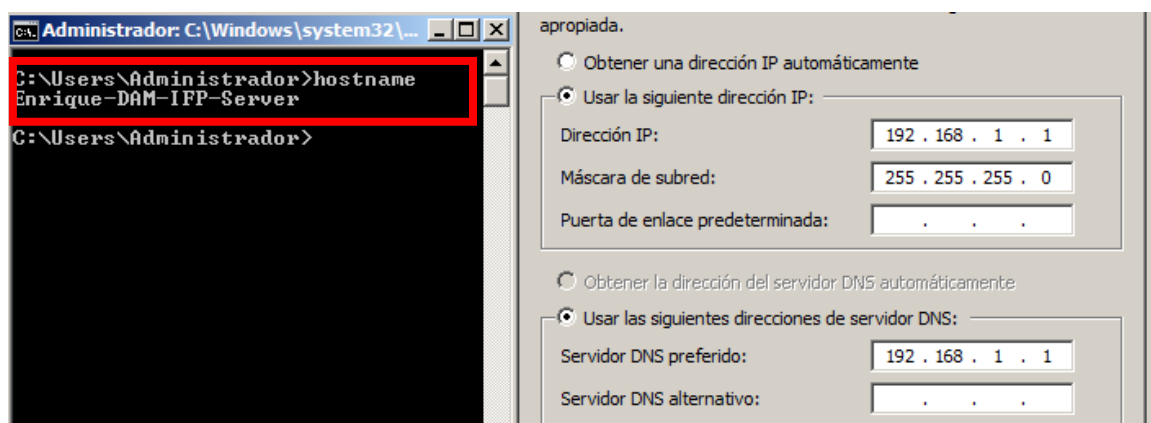 Administrador: C:\Windows\system32\...
C:\Users\Administrador>hostname
Enrique-DAM-IFP-Server
C:\Users\Administrador>
apropiada.
Obtener una dirección IP automáticamente
Usar la siguiente dirección IP:
Dirección IP: 192 . 168 . 1 . 1
Máscara de subred: 255 . 255 . 255 . 0
Puerta de enlace predeterminada: . . .
Obtener la dirección del servidor DNS automáticamente
Usar las siguientes direcciones de servidor DNS:
Servidor DNS preferido: 192 . 168 . 1 . 1
Servidor DNS alternativo: . . .